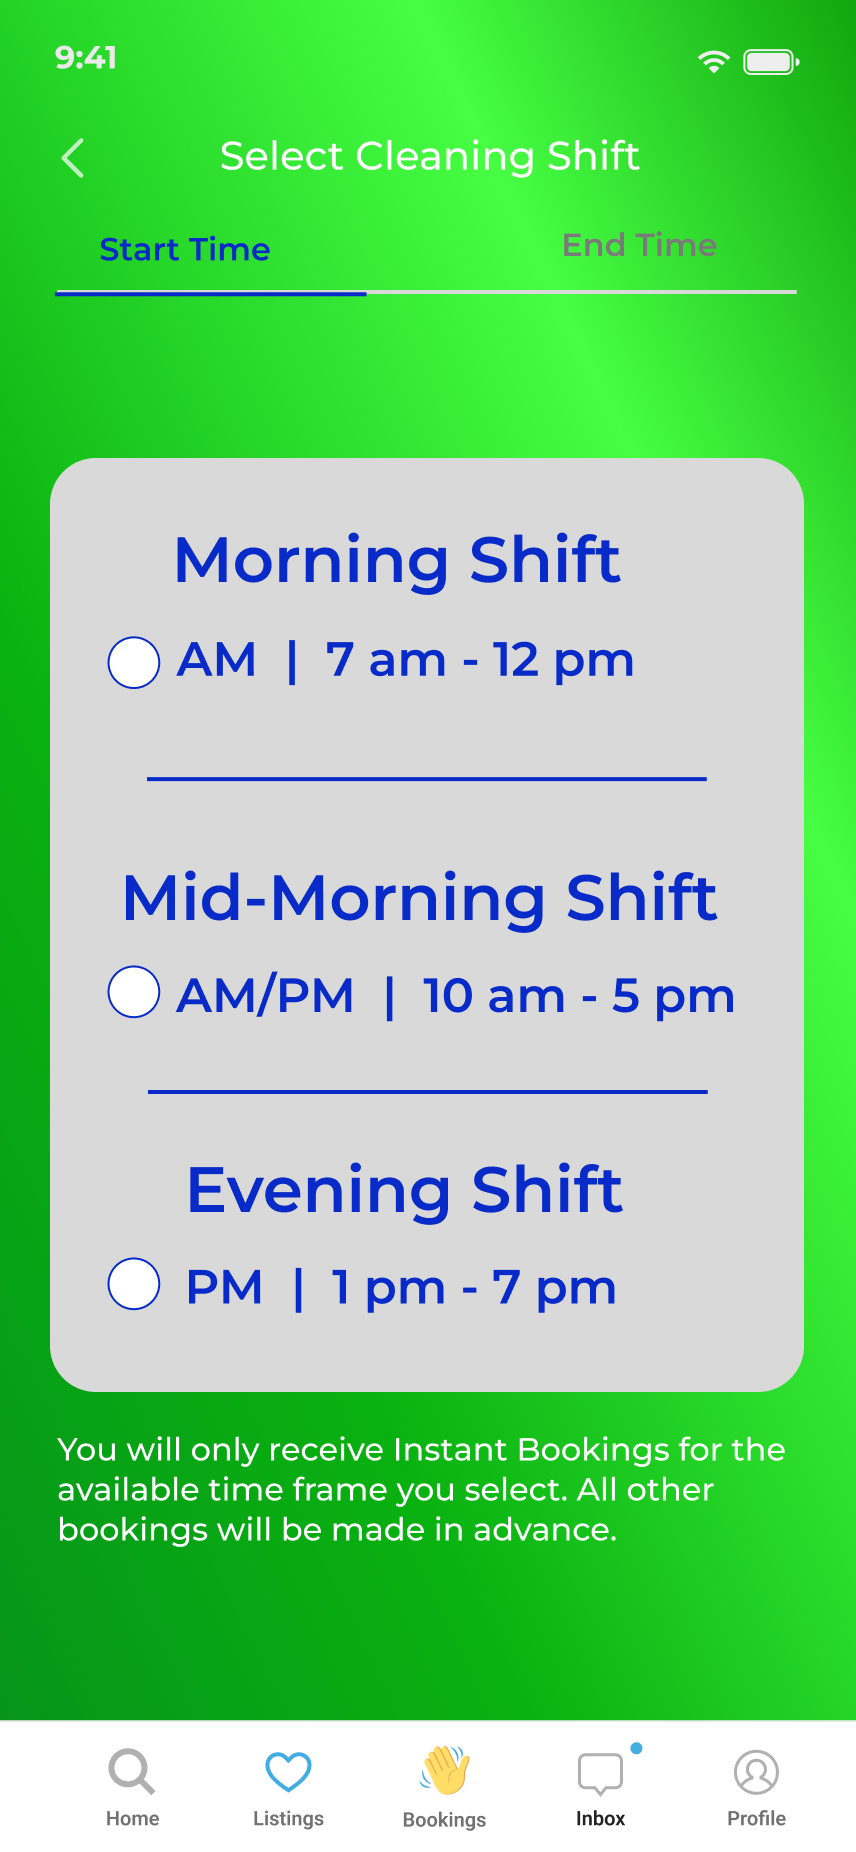 9:41
Select Cleaning Shift
Start Time
End Time
Morning Shift
AM | 7 am - 12 pm
Mid-Morning Shift
AM/PM | 10 am - 5 pm
Evening Shift
PM | 1 pm - 7 pm
You will only receive Instant Bookings for the
available time frame you select. All other
bookings will be made in advance.
Home
Listings
Bookings
Inbox
Profile